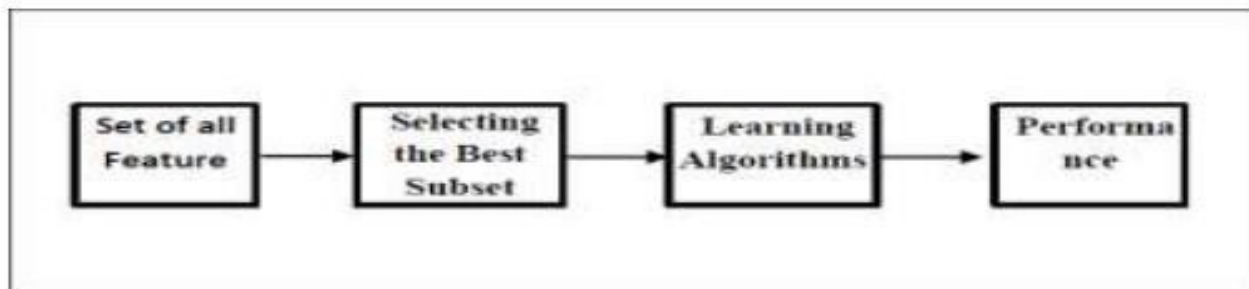 Set of all
Feature
Selecting
the Best
Subset
Learning
Algorithms
Performa
nce